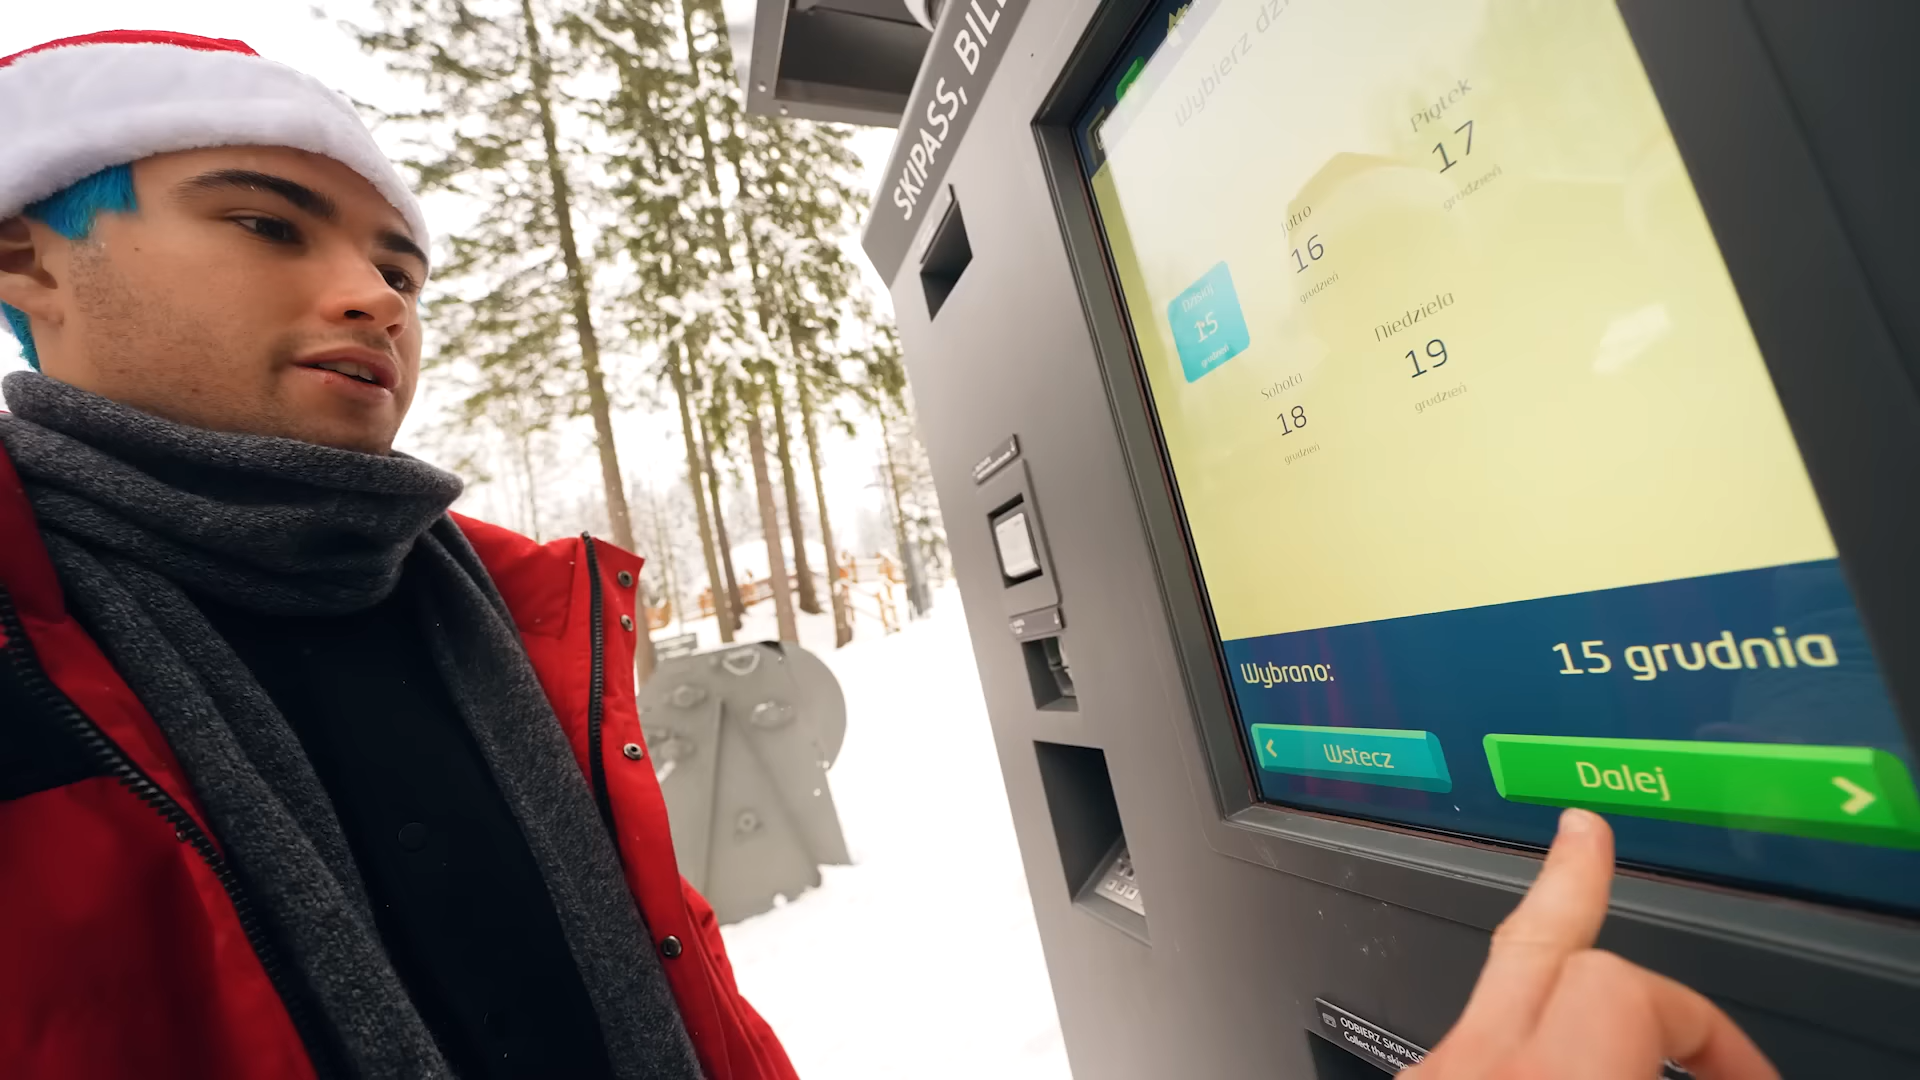 SKIPASS, BIL
Wybierz dz
Piątek
17
grudzień
Jutro
16
grudzień
Dzisiaj
15
grudzień
Niedziela
19
grudzień
Sobota
18
grudzień
Wybrano:
15 grudnia
Wstecz
Dalej
ODBIERZ SKIPASS
Collect the skip